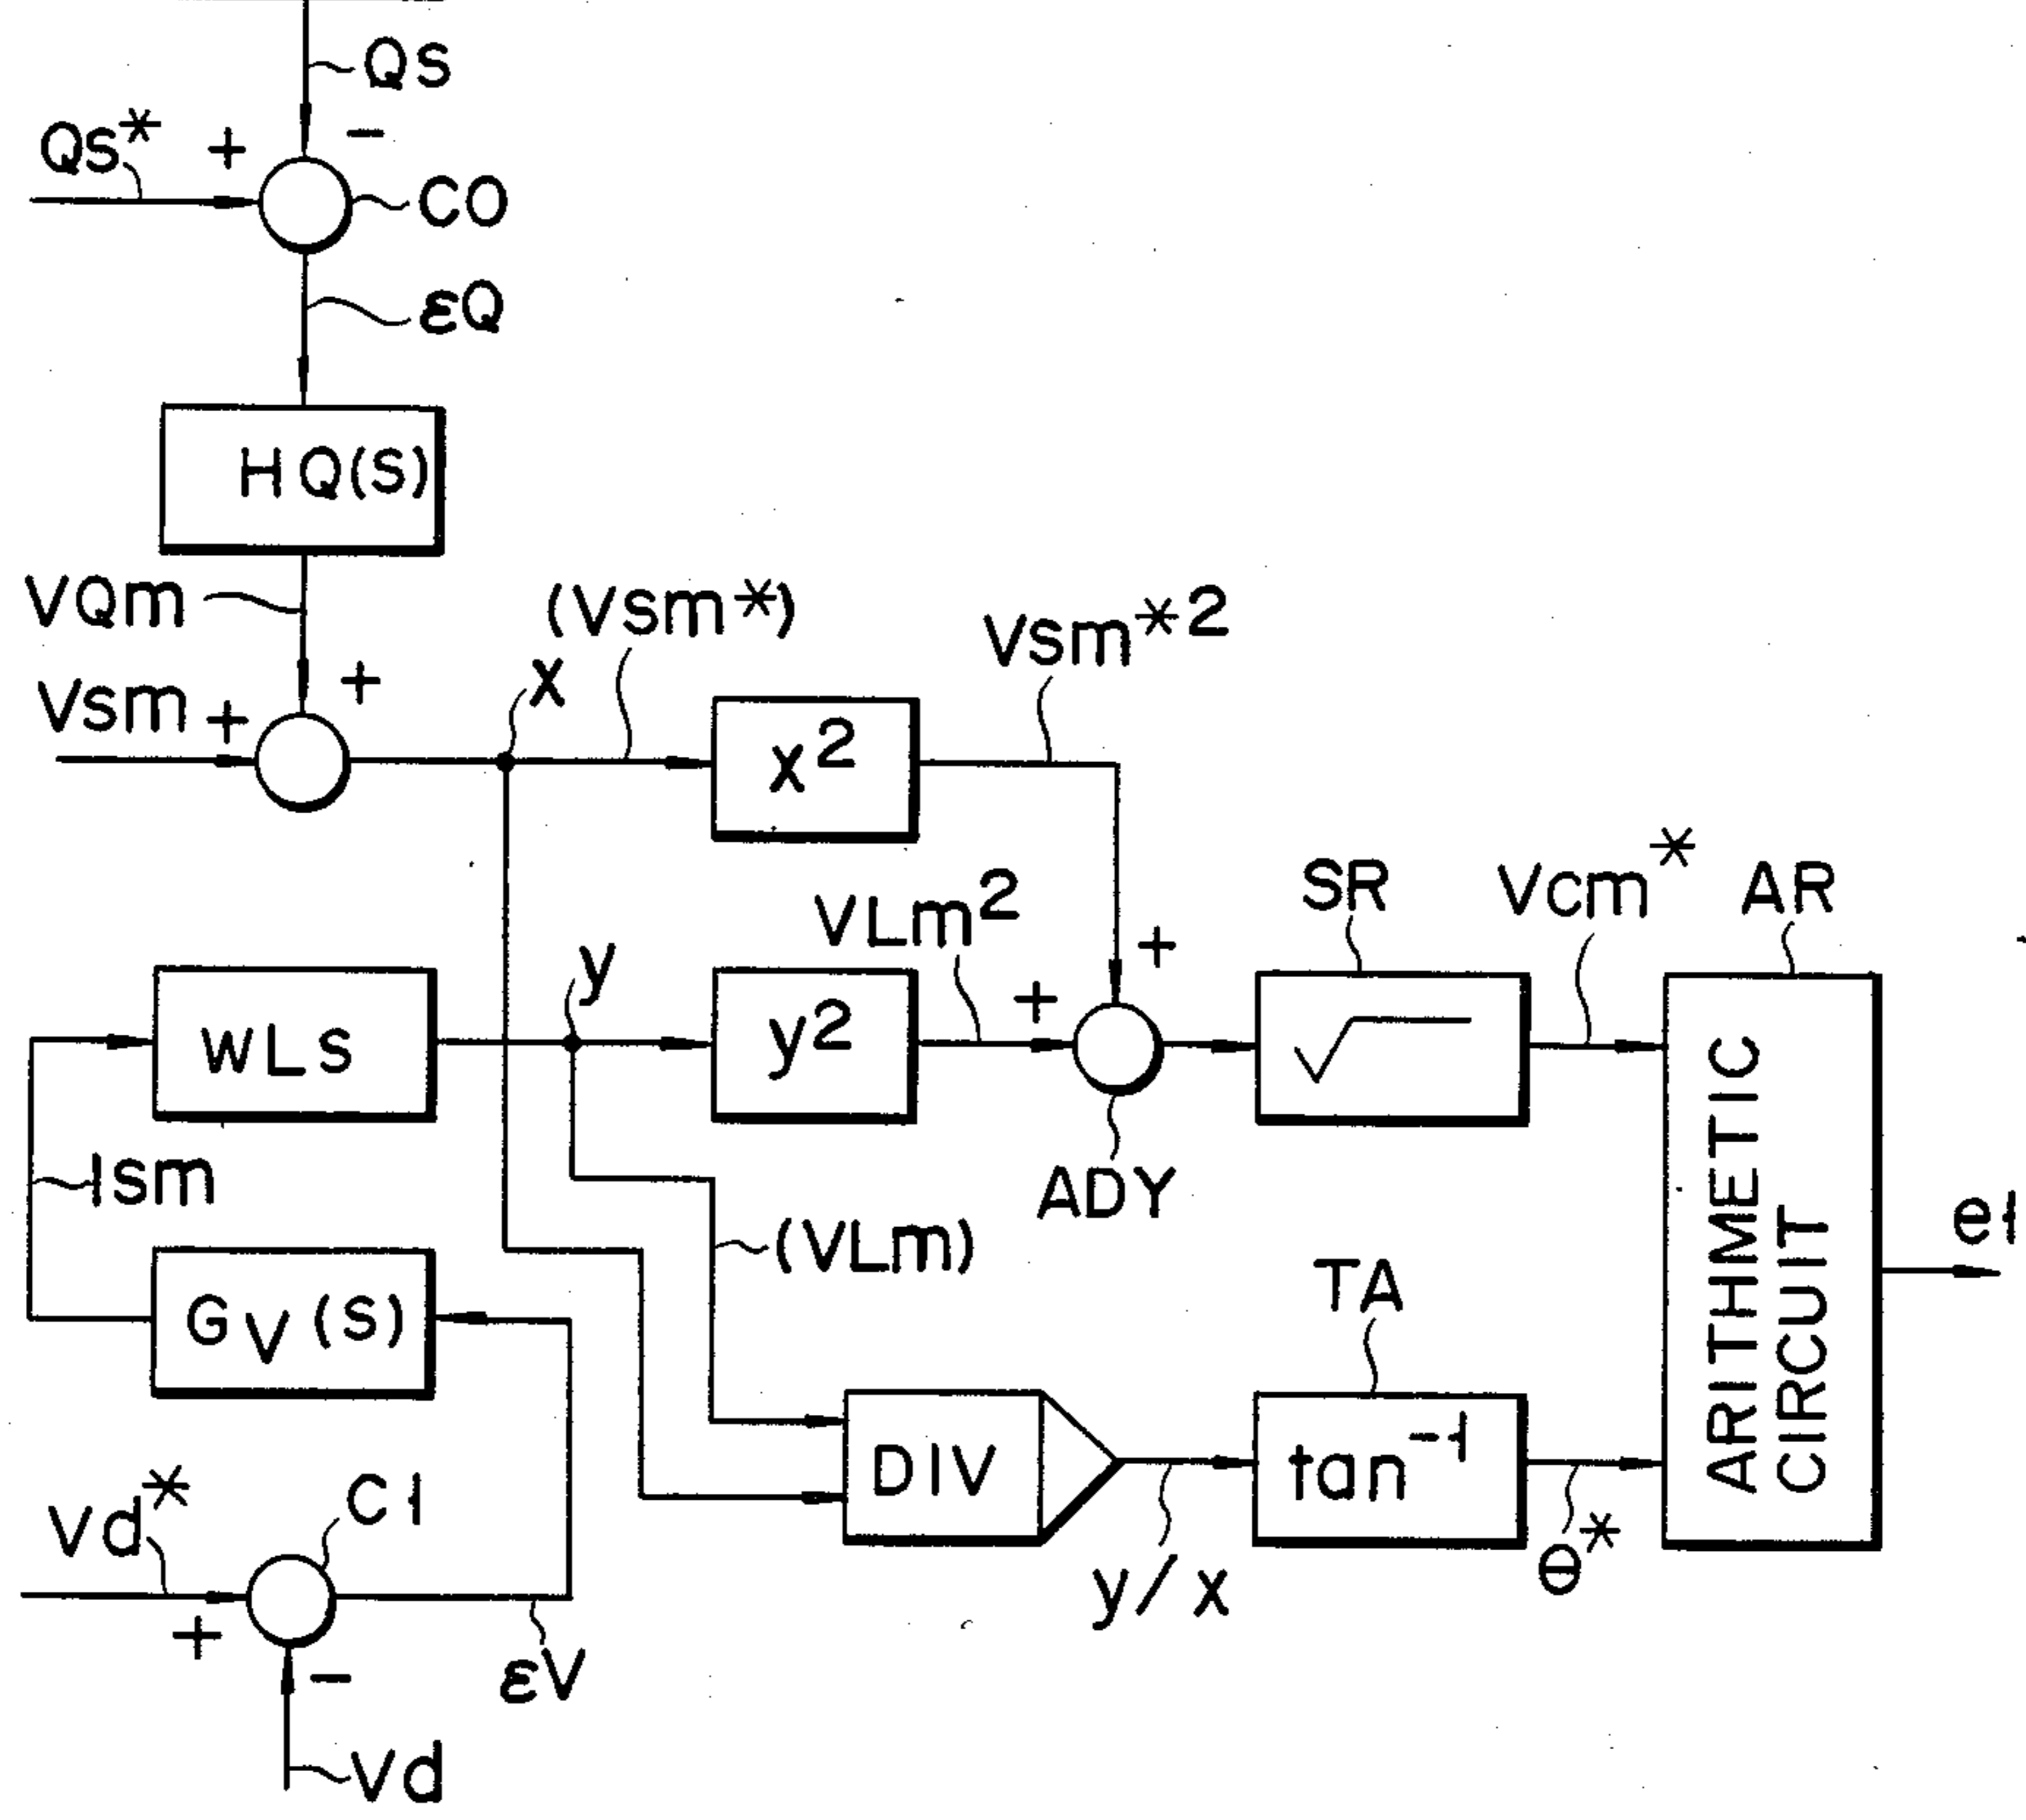 Qs
Qs* + −
CO
εQ
HQ(S)
VQm
+
Vsm +
x
(Vsm*)
x²
Vsm*²
WLS
y
y²
VLm²
+
+
ADY
SR
√
Vcm*
AR
ARITHMETIC
CIRCUIT
e1
Ism
GV(S)
(VLm)
DIV
y/x
TA
tan⁻¹
θ*
Vd*
C1
+
−
εV
Vd